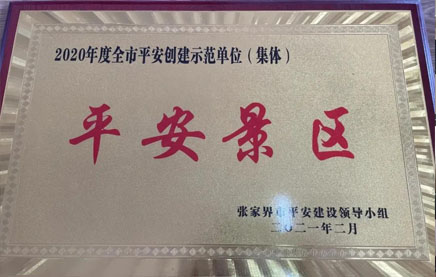 2020年度全市平安创建示范单位（集体）
平安景区
张家界市平安建设领导小组
二〇二一年二月